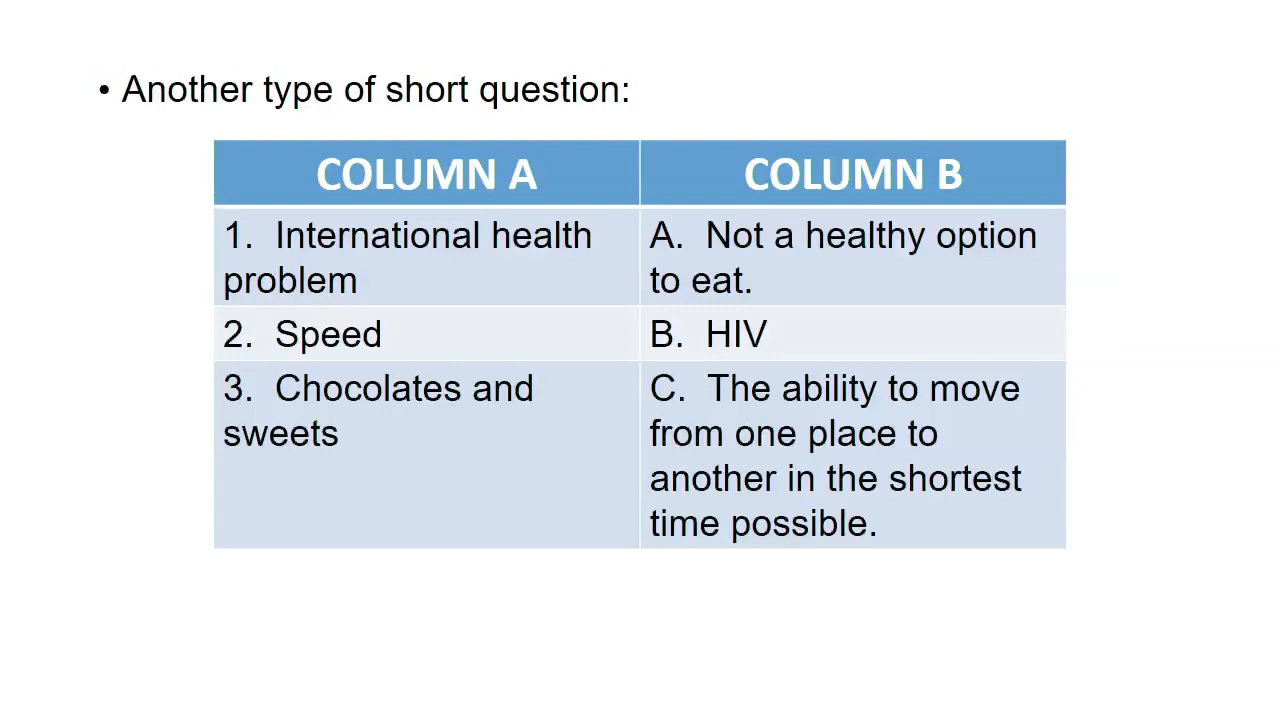 • Another type of short question:
COLUMN A
COLUMN B
1. International health
problem
A. Not a healthy option
to eat.
2. Speed
B. HIV
3. Chocolates and
sweets
C. The ability to move
from one place to
another in the shortest
time possible.